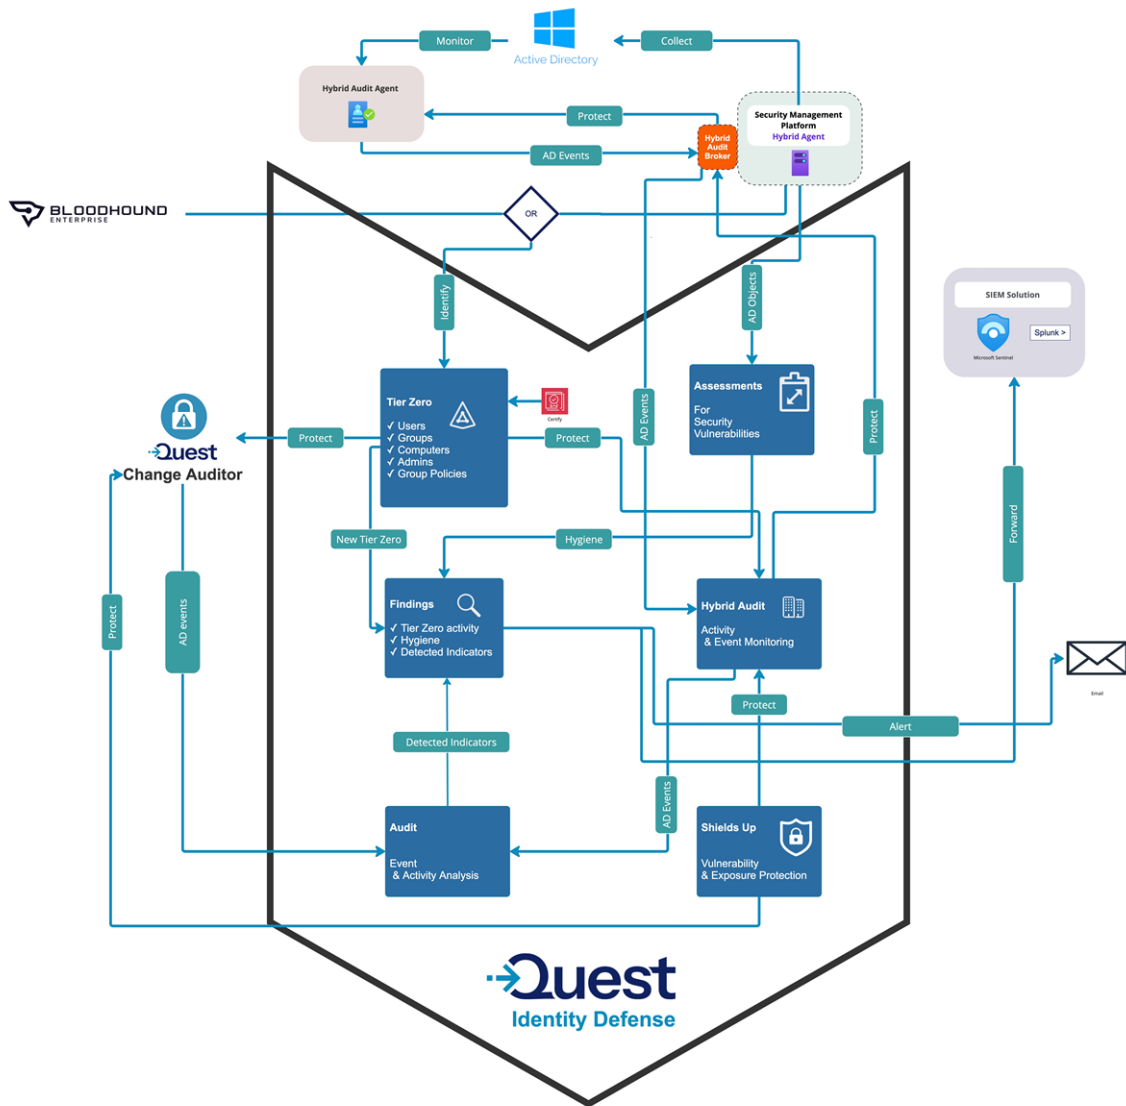 Monitor
Active Directory
Collect
Hybrid Audit Agent
Protect
AD Events
Hybrid
Audit
Broker
Security Management
Platform
Hybrid Agent
BLOODHOUND
ENTERPRISE
OR
Identify
AD Objects
SIEM Solution
Microsoft Sentinel
Splunk >
Tier Zero
✓ Users
✓ Groups
✓ Computers
✓ Admins
✓ Group Policies
Certify
Assessments
For
Security
Vulnerabilities
Protect
Protect
AD Events
Protect
Quest
Change Auditor
New Tier Zero
Hygiene
Forward
Findings
✓ Tier Zero activity
✓ Hygiene
✓ Detected Indicators
Hybrid Audit
Activity
& Event Monitoring
Protect
AD events
Protect
Alert
Email
Detected Indicators
AD Events
Audit
Event
& Activity Analysis
Shields Up
Vulnerability
& Exposure Protection
Quest
Identity Defense